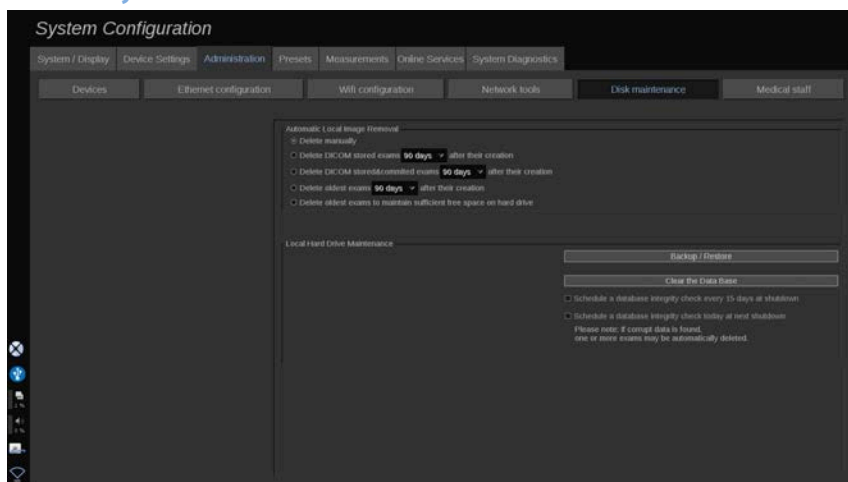 System Configuration
System / Display Device Settings Administration Presets Measurements Online Services System Diagnostics
Devices Ethernet configuration Wifi configuration Network tools Disk maintenance Medical staff
Automatic Local Image Removal
Delete manually
Delete DICOM stored exams 90 days after their creation
Delete DICOM stored&commited exams 90 days after their creation
Delete oldest exams 90 days after their creation
Delete oldest exams to maintain sufficient free space on hard drive
Local Hard Drive Maintenance
Backup / Restore
Clear the Data Base
Schedule a database integrity check every 15 days at shutdown
Schedule a database integrity check today at next shutdown
Please note: if corrupt data is found,
one or more exams may be automatically deleted.